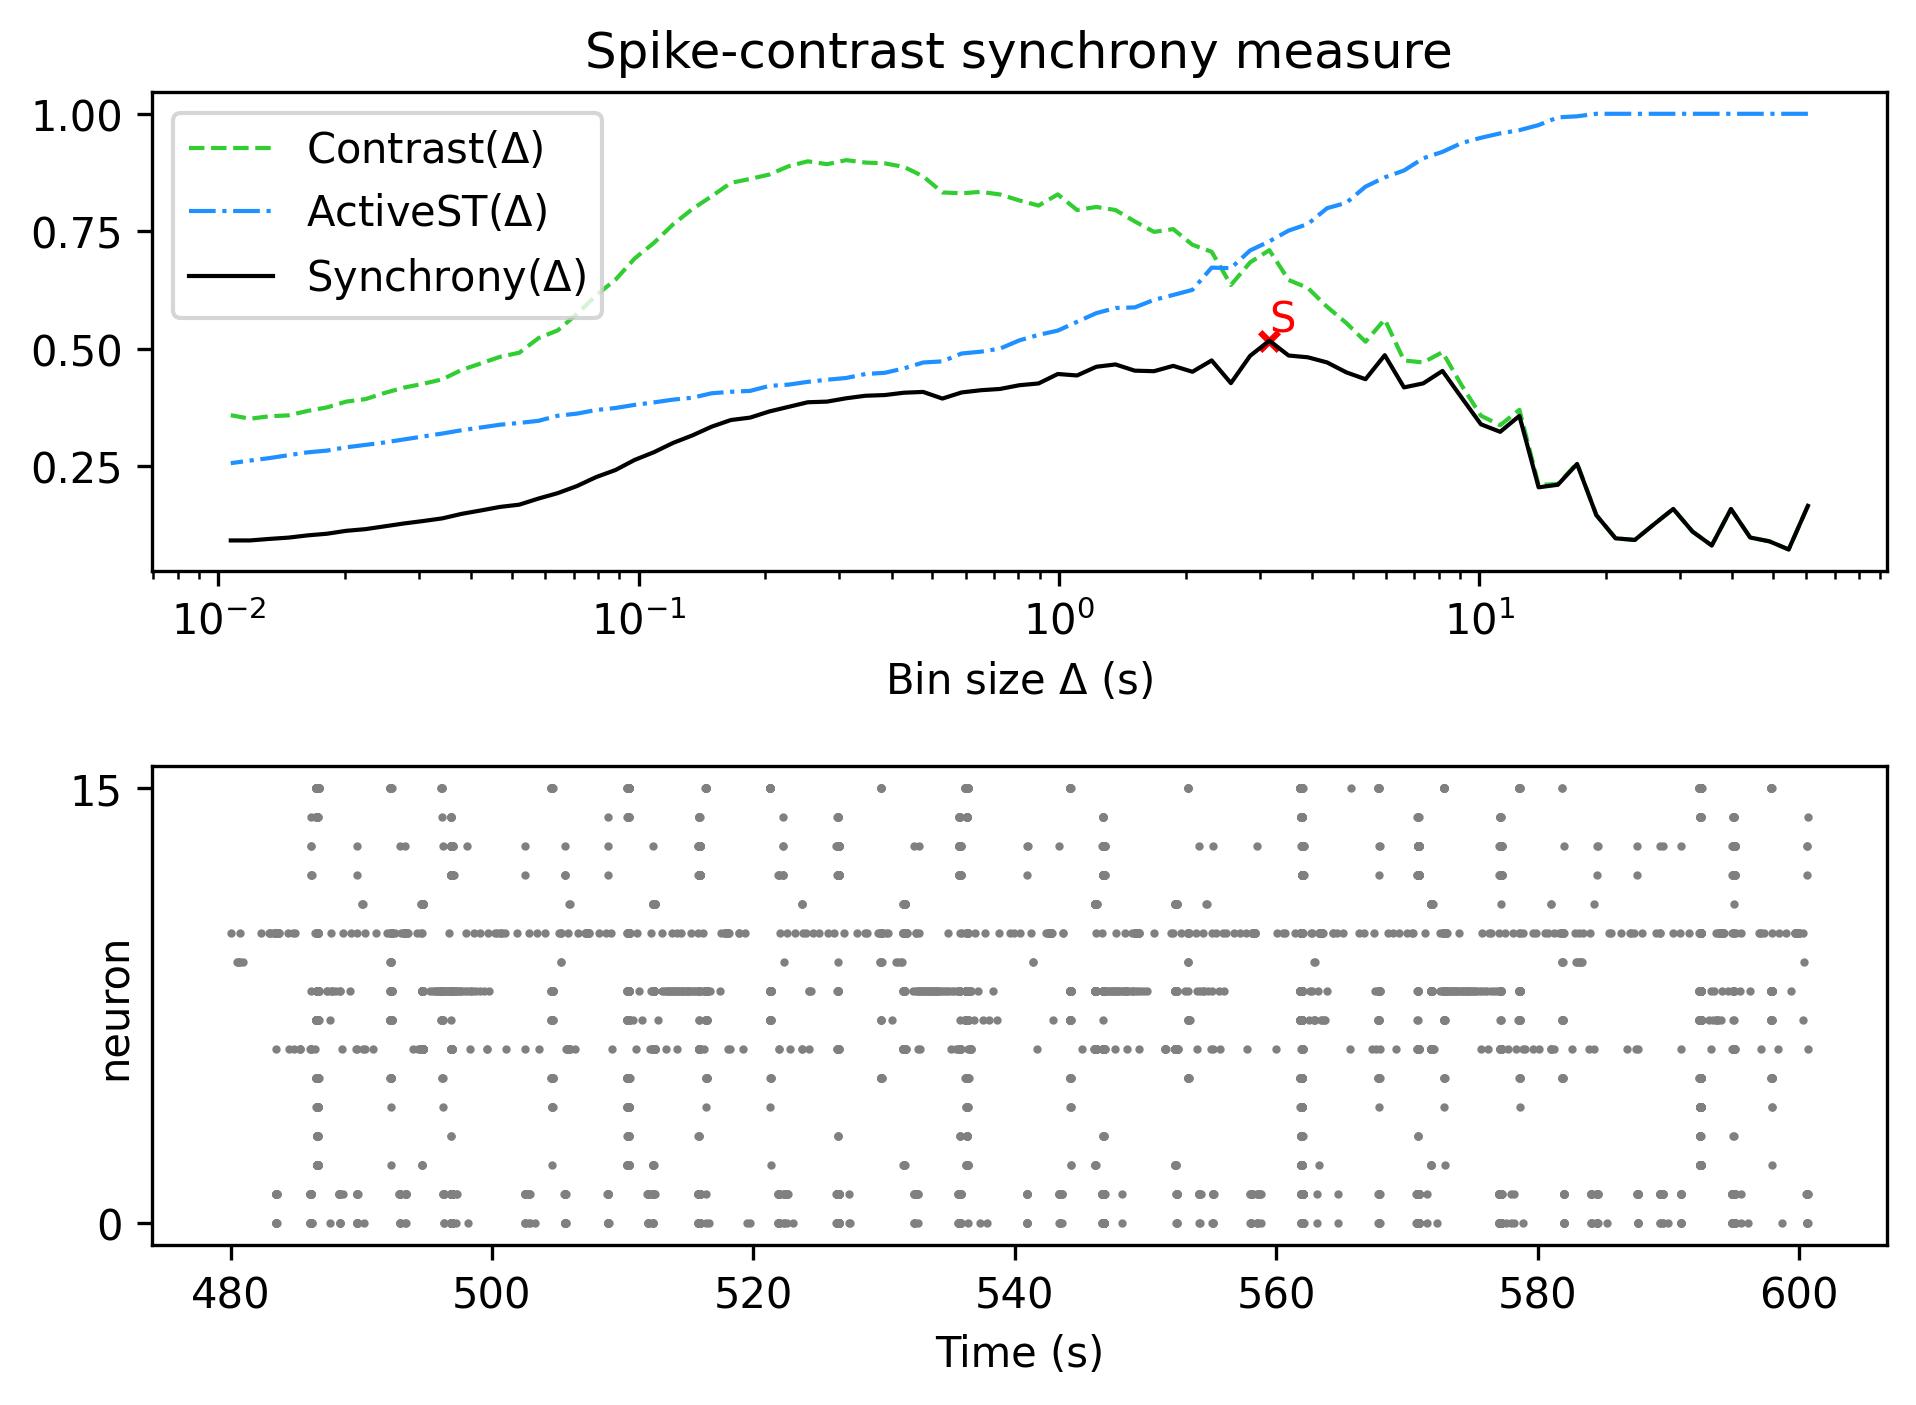 Spike-contrast synchrony measure
1.00
0.75
0.50
0.25
Contrast(Δ)
ActiveST(Δ)
Synchrony(Δ)
S
10⁻² 10⁻¹ 10⁰ 10¹
Bin size Δ (s)
15
0
neuron
480 500 520 540 560 580 600
Time (s)